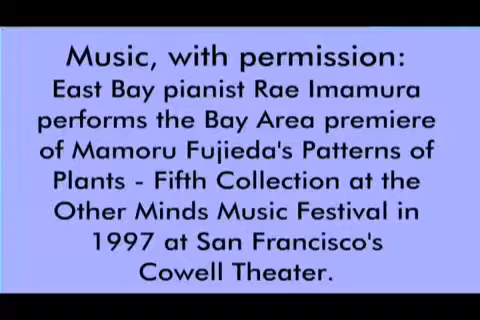 Music, with permission:
East Bay pianist Rae Imamura
performs the Bay Area premiere
of Mamoru Fujieda's Patterns of
Plants - Fifth Collection at the
Other Minds Music Festival in
1997 at San Francisco's
Cowell Theater.